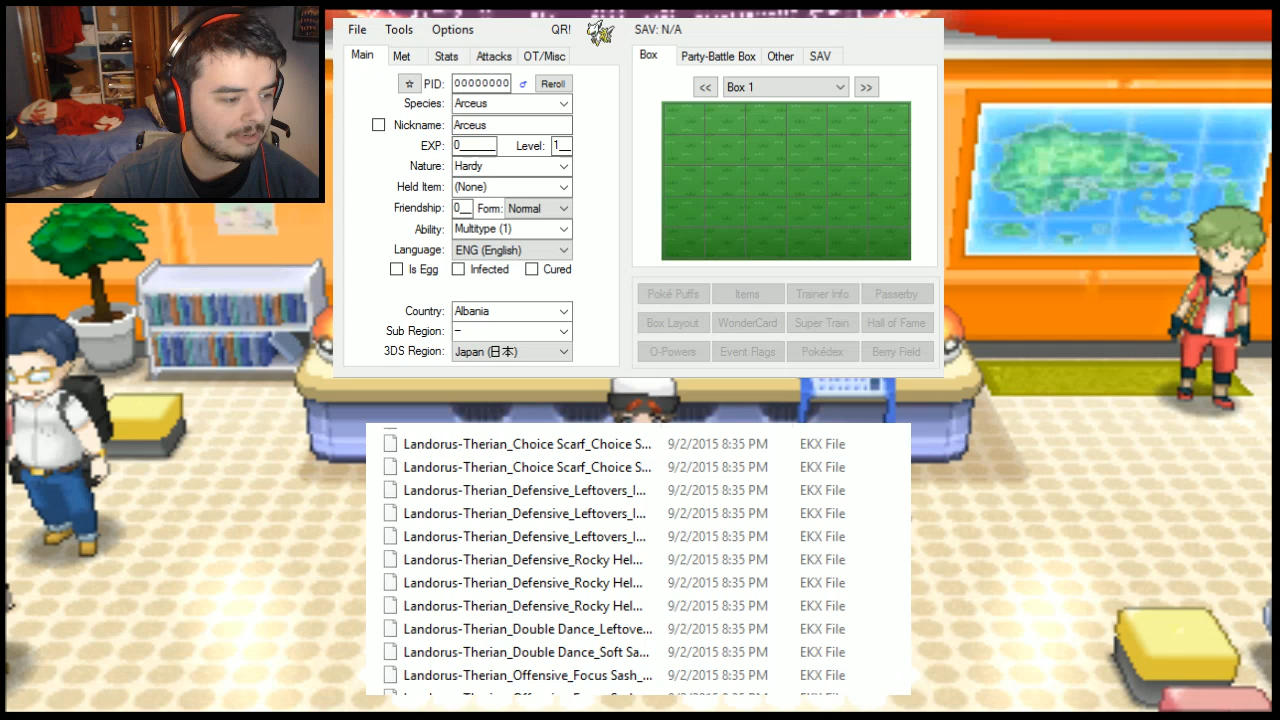 File Tools Options QR! SAV: N/A
Main Met Stats Attacks OT/Misc Box Party-Battle Box Other SAV
☆ PID: 00000000 ♂ Reroll << Box 1 >>
Species: Arceus
Nickname: Arceus
EXP: 0 Level: 1
Nature: Hardy
Held Item: (None)
Friendship: 0 Form: Normal
Ability: Multitype (1)
Language: ENG (English)
Is Egg Infected Cured
Poké Puffs Items Trainer Info Passerby
Country: Albania
Box Layout WonderCard Super Train Hall of Fame
Sub Region: –
3DS Region: Japan (日本)
O-Powers Event Flags Pokédex Berry Field
Landorus-Therian_Choice Scarf_Choice S... 9/2/2015 8:35 PM EKX File
Landorus-Therian_Choice Scarf_Choice S... 9/2/2015 8:35 PM EKX File
Landorus-Therian_Defensive_Leftovers_I... 9/2/2015 8:35 PM EKX File
Landorus-Therian_Defensive_Leftovers_I... 9/2/2015 8:35 PM EKX File
Landorus-Therian_Defensive_Leftovers_I... 9/2/2015 8:35 PM EKX File
Landorus-Therian_Defensive_Rocky Hel... 9/2/2015 8:35 PM EKX File
Landorus-Therian_Defensive_Rocky Hel... 9/2/2015 8:35 PM EKX File
Landorus-Therian_Defensive_Rocky Hel... 9/2/2015 8:35 PM EKX File
Landorus-Therian_Double Dance_Leftove... 9/2/2015 8:35 PM EKX File
Landorus-Therian_Double Dance_Soft Sa... 9/2/2015 8:35 PM EKX File
Landorus-Therian_Offensive_Focus Sash_... 9/2/2015 8:35 PM EKX File